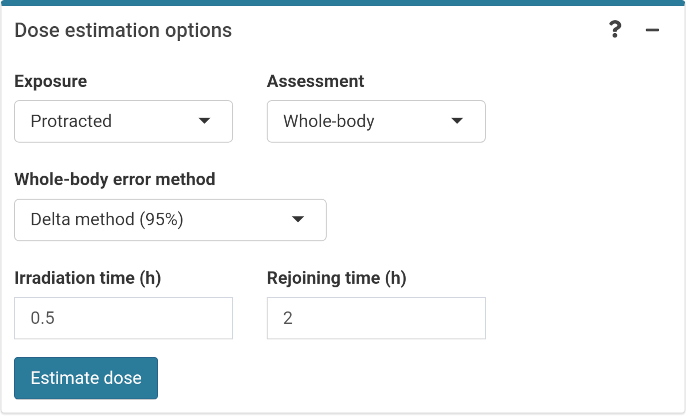 Dose estimation options ? −
Exposure Assessment
Protracted Whole-body
Whole-body error method
Delta method (95%)
Irradiation time (h) Rejoining time (h)
0.5 2
Estimate dose